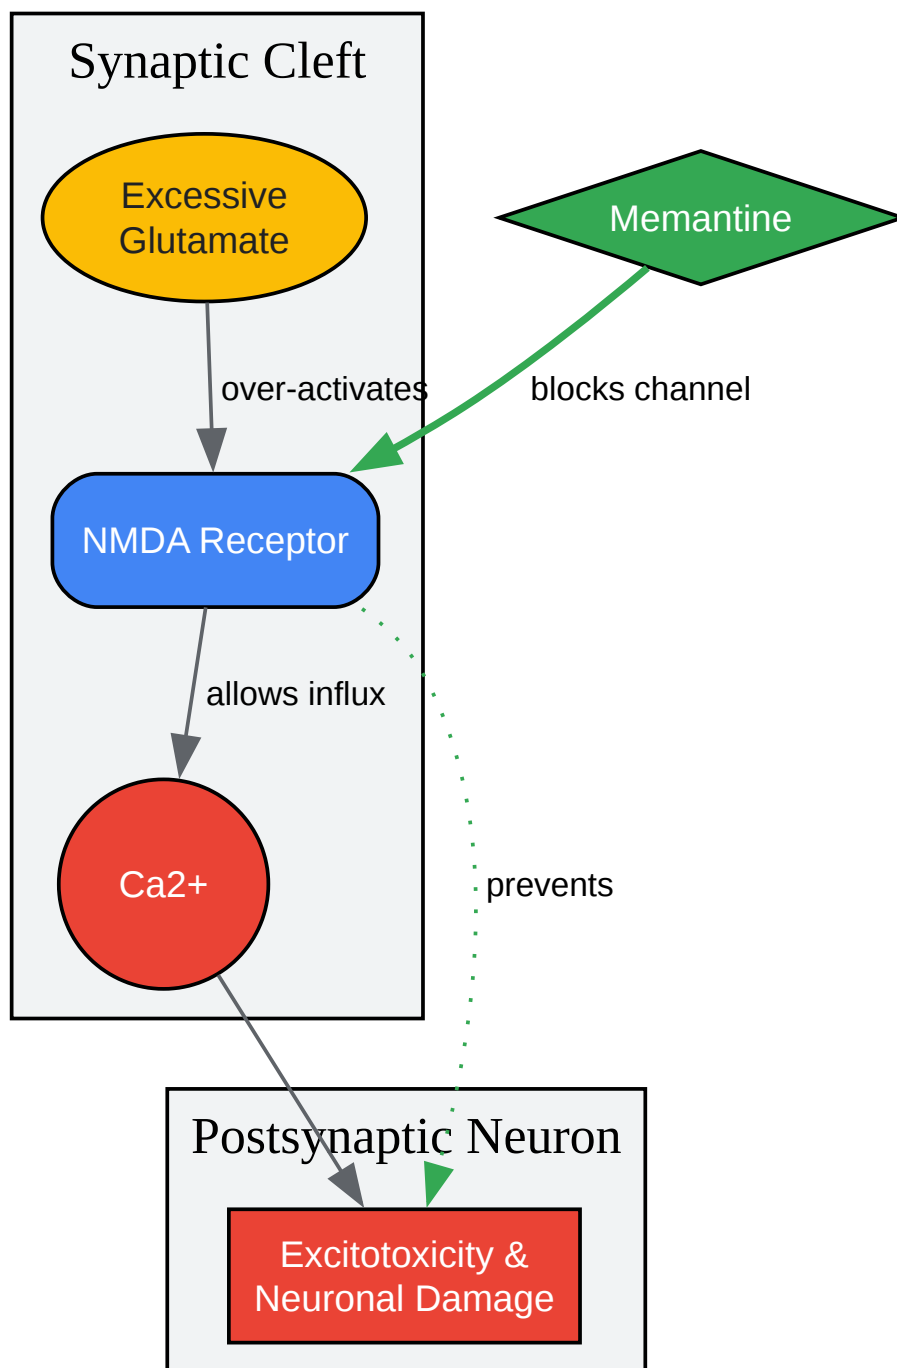 Synaptic Cleft
Excessive
Glutamate
Memantine
over-activates
blocks channel
NMDA Receptor
allows influx
Ca2+
prevents
Postsynaptic Neuron
Excitotoxicity &
Neuronal Damage